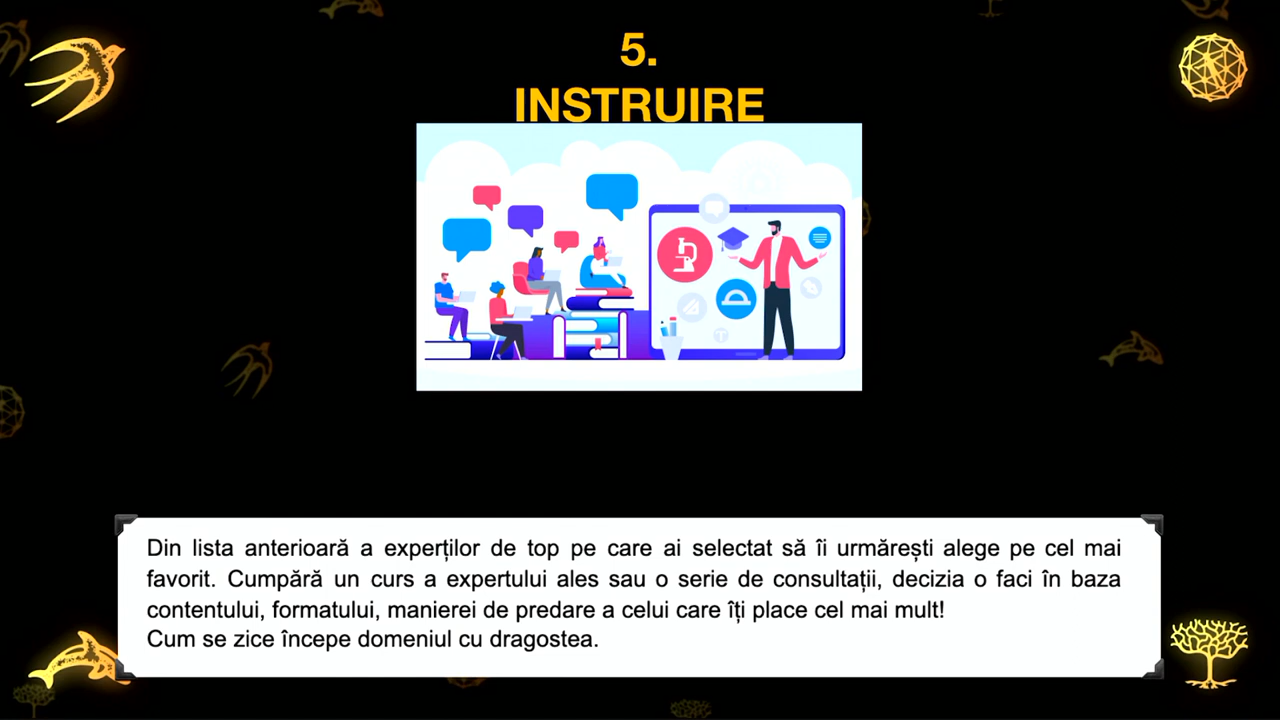 5.
INSTRUIRE
Din lista anterioară a experților de top pe care ai selectat să îi urmărești alege pe cel mai
favorit. Cumpără un curs a expertului ales sau o serie de consultații, decizia o faci în baza
contentului, formatului, manierei de predare a celui care îți place cel mai mult!
Cum se zice începe domeniul cu dragostea.